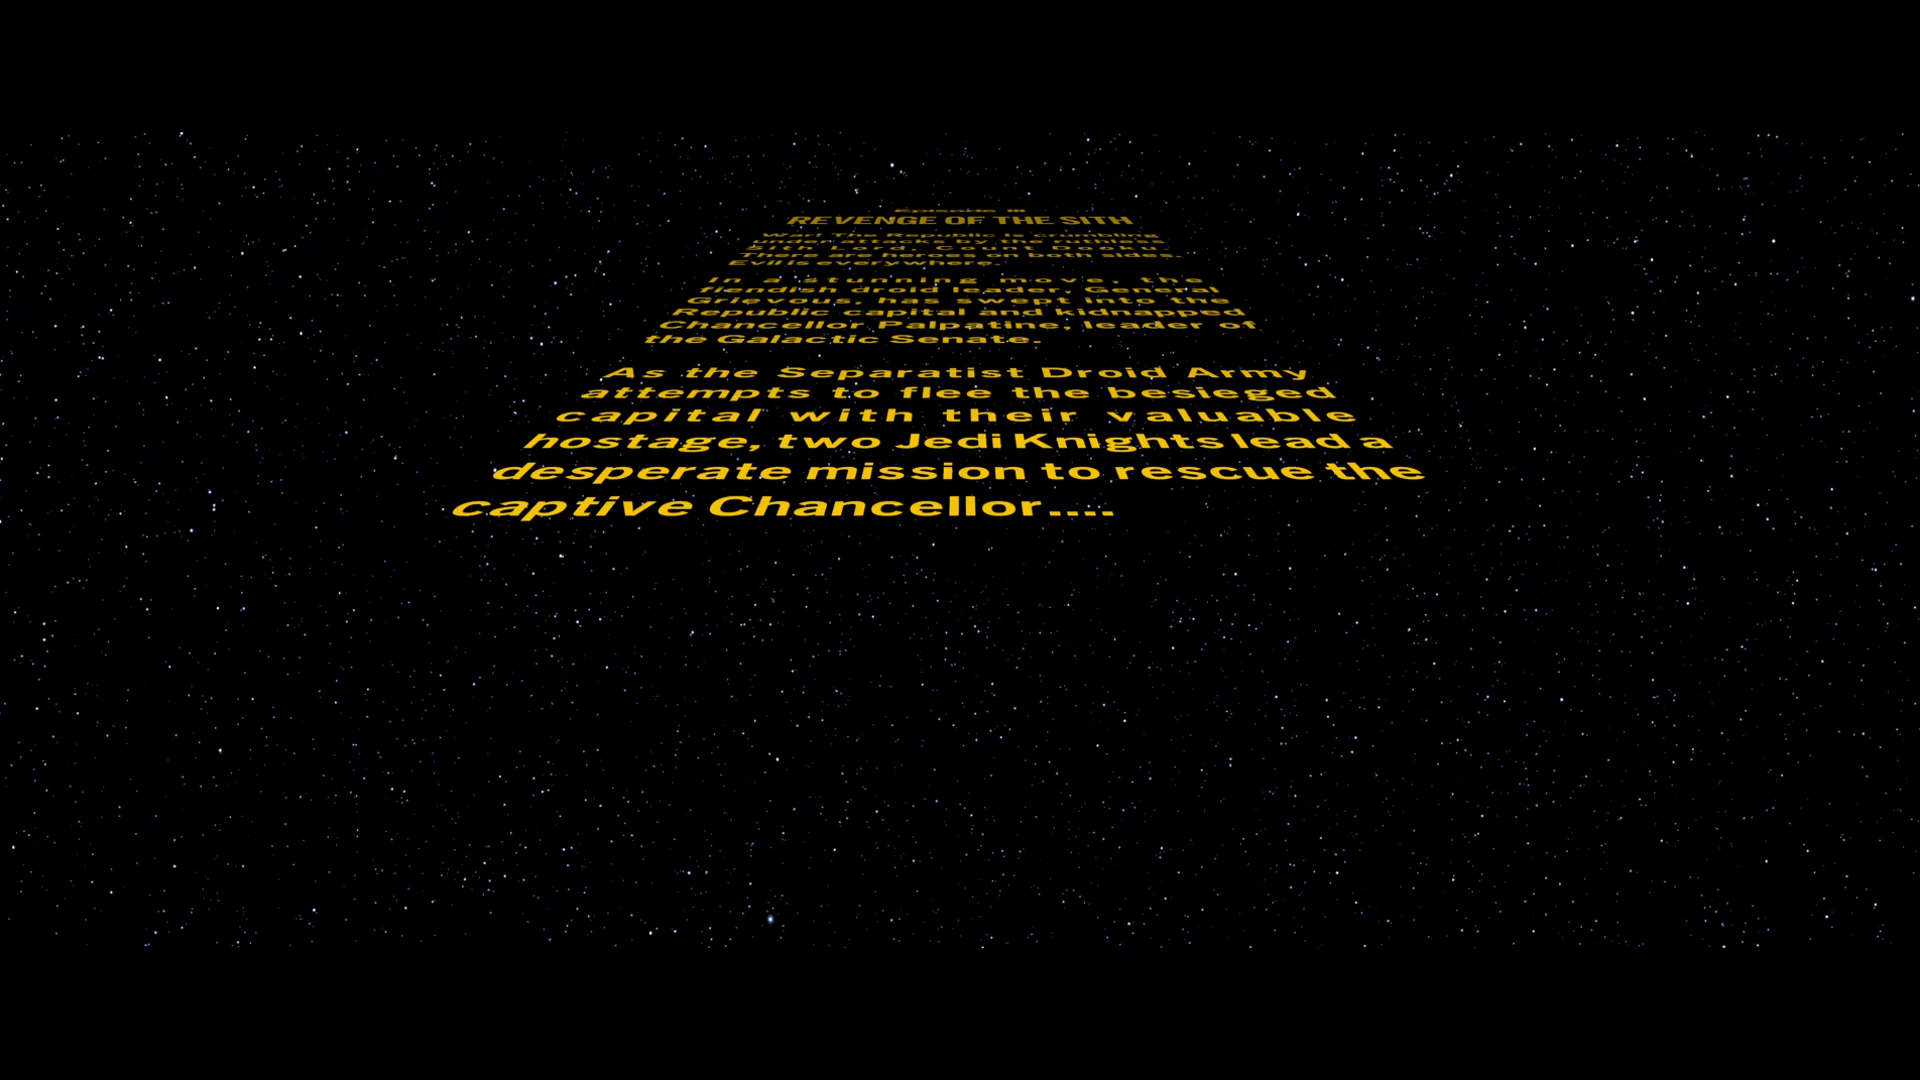 Episode III
REVENGE OF THE SITH
War! The Republic is crumbling
under attacks by the ruthless
Sith Lord, Count Dooku.
There are heroes on both sides.
Evil is everywhere.
In a stunning move, the
fiendish droid leader, General
Grievous, has swept into the
Republic capital and kidnapped
Chancellor Palpatine, leader of
the Galactic Senate.
As the Separatist Droid Army
attempts to flee the besieged
capital with their valuable
hostage, two Jedi Knights lead a
desperate mission to rescue the
captive Chancellor....